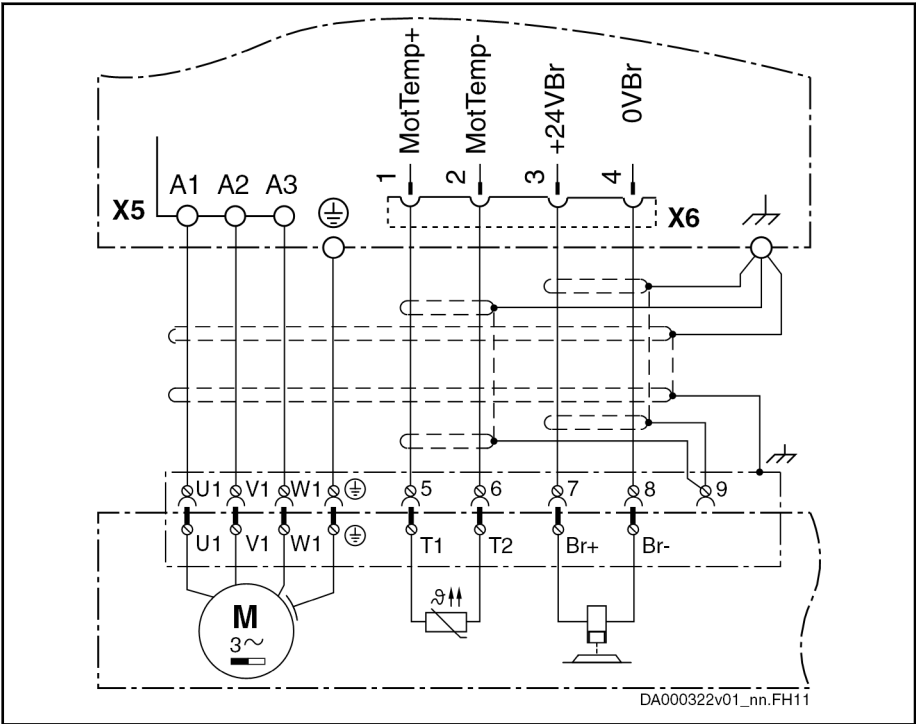 MotTemp+
MotTemp-
+24VBr
0VBr
1
2
3
4
A1 A2 A3
X5
X6
U1 V1 W1 5 6 7 8 9
U1 V1 W1 T1 T2 Br+ Br-
ϑ
M
3~
DA000322v01_nn.FH11